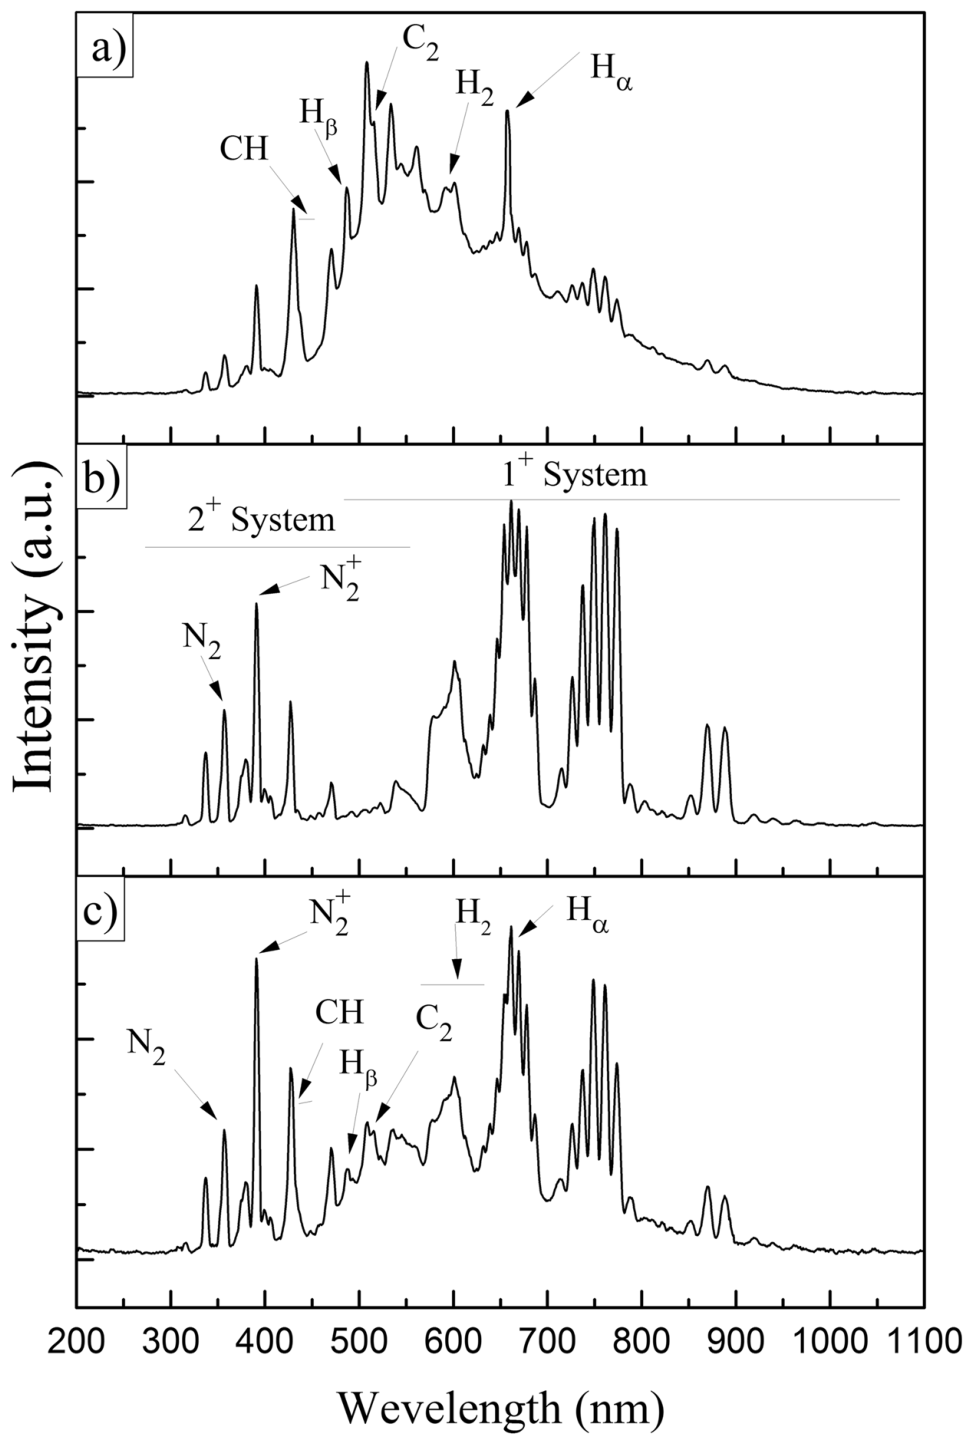 a)
C₂
H₂
Hα
Hβ
CH
Intensity (a.u.)
b)
1⁺ System
2⁺ System
N₂⁺
N₂
c)
N₂⁺
H₂
Hα
CH
C₂
N₂
Hβ
200 300 400 500 600 700 800 900 1000 1100
Wevelength (nm)